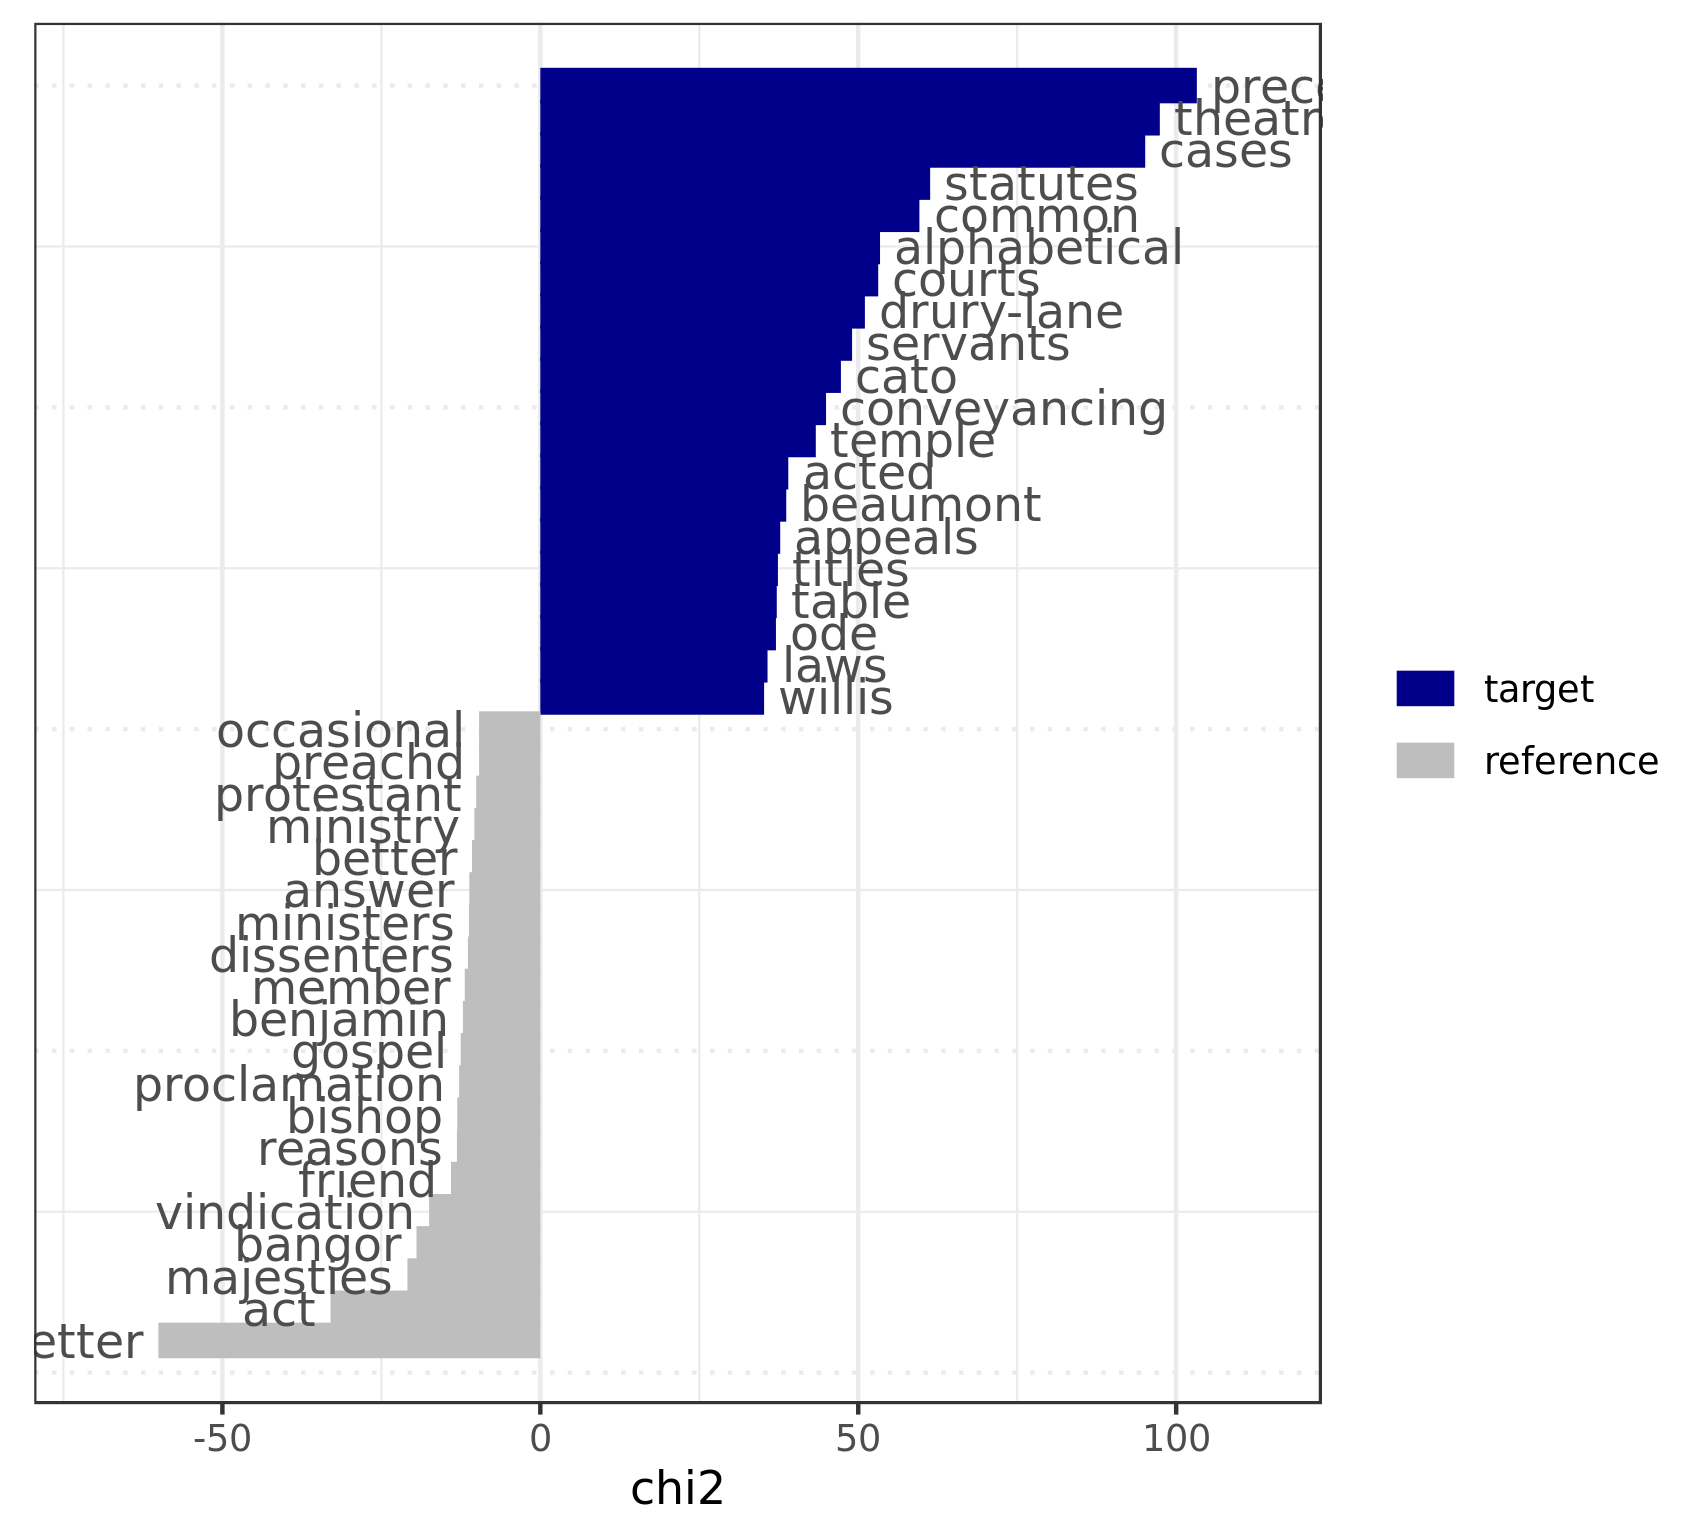 prec
theatr
cases
statutes
common
alphabetical
courts
drury-lane
servants
cato
conveyancing
temple
acted
beaumont
appeals
titles
table
ode
laws
willis
occasional
preachd
protestant
ministry
better
answer
ministers
dissenters
member
benjamin
gospel
proclamation
bishop
reasons
friend
vindication
bangor
majesties
act
etter
target
reference
-50 0 50 100
chi2